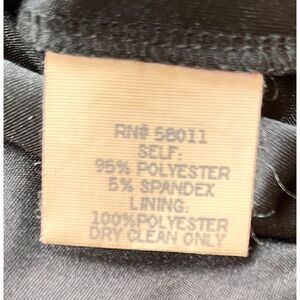 RN# 58011
SELF:
95% POLYESTER
5% SPANDEX
LINING:
100%POLYESTER
DRY CLEAN ONLY